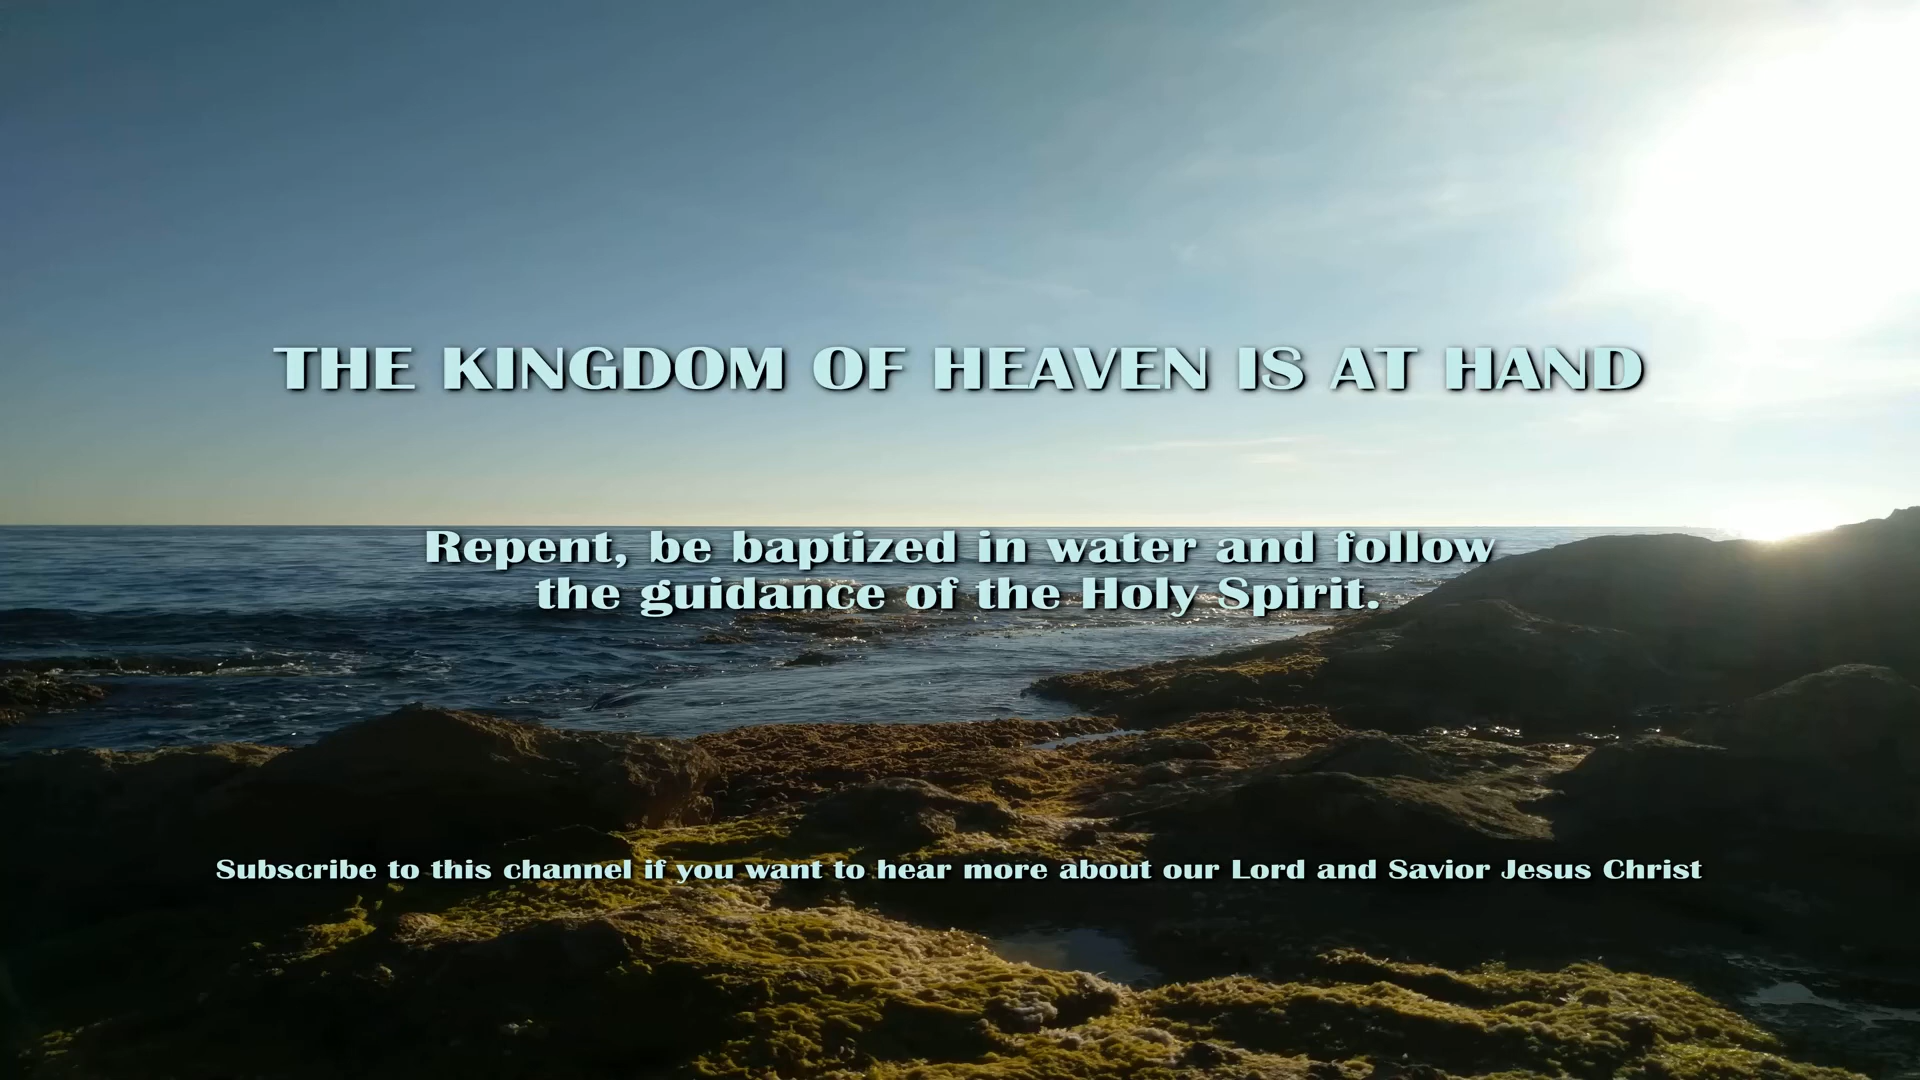 THE KINGDOM OF HEAVEN IS AT HAND
Repent, be baptized in water and follow
the guidance of the Holy Spirit.
Subscribe to this channel if you want to hear more about our Lord and Savior Jesus Christ